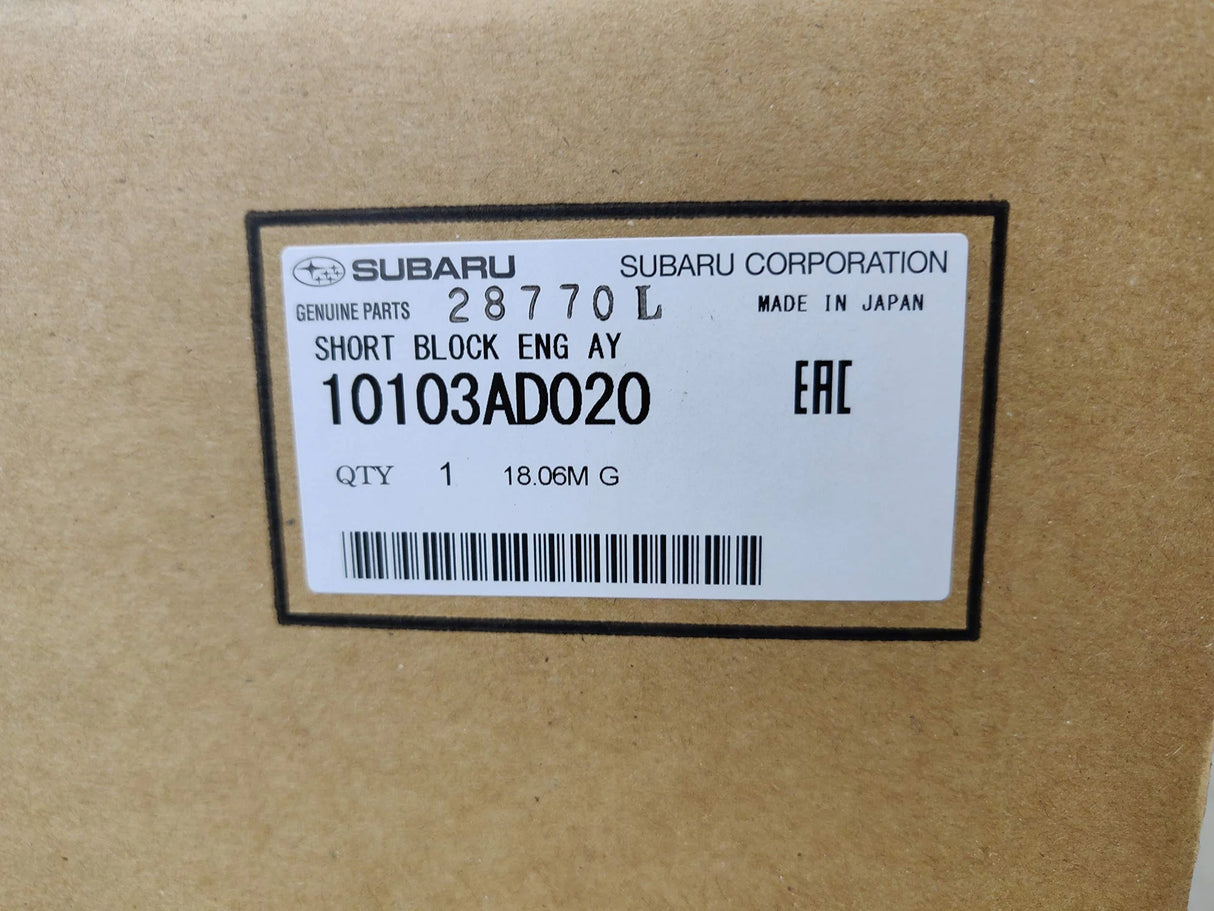 SUBARU SUBARU CORPORATION
GENUINE PARTS 28770L MADE IN JAPAN
SHORT BLOCK ENG AY
10103AD020 EAC
QTY 1 18.06M G